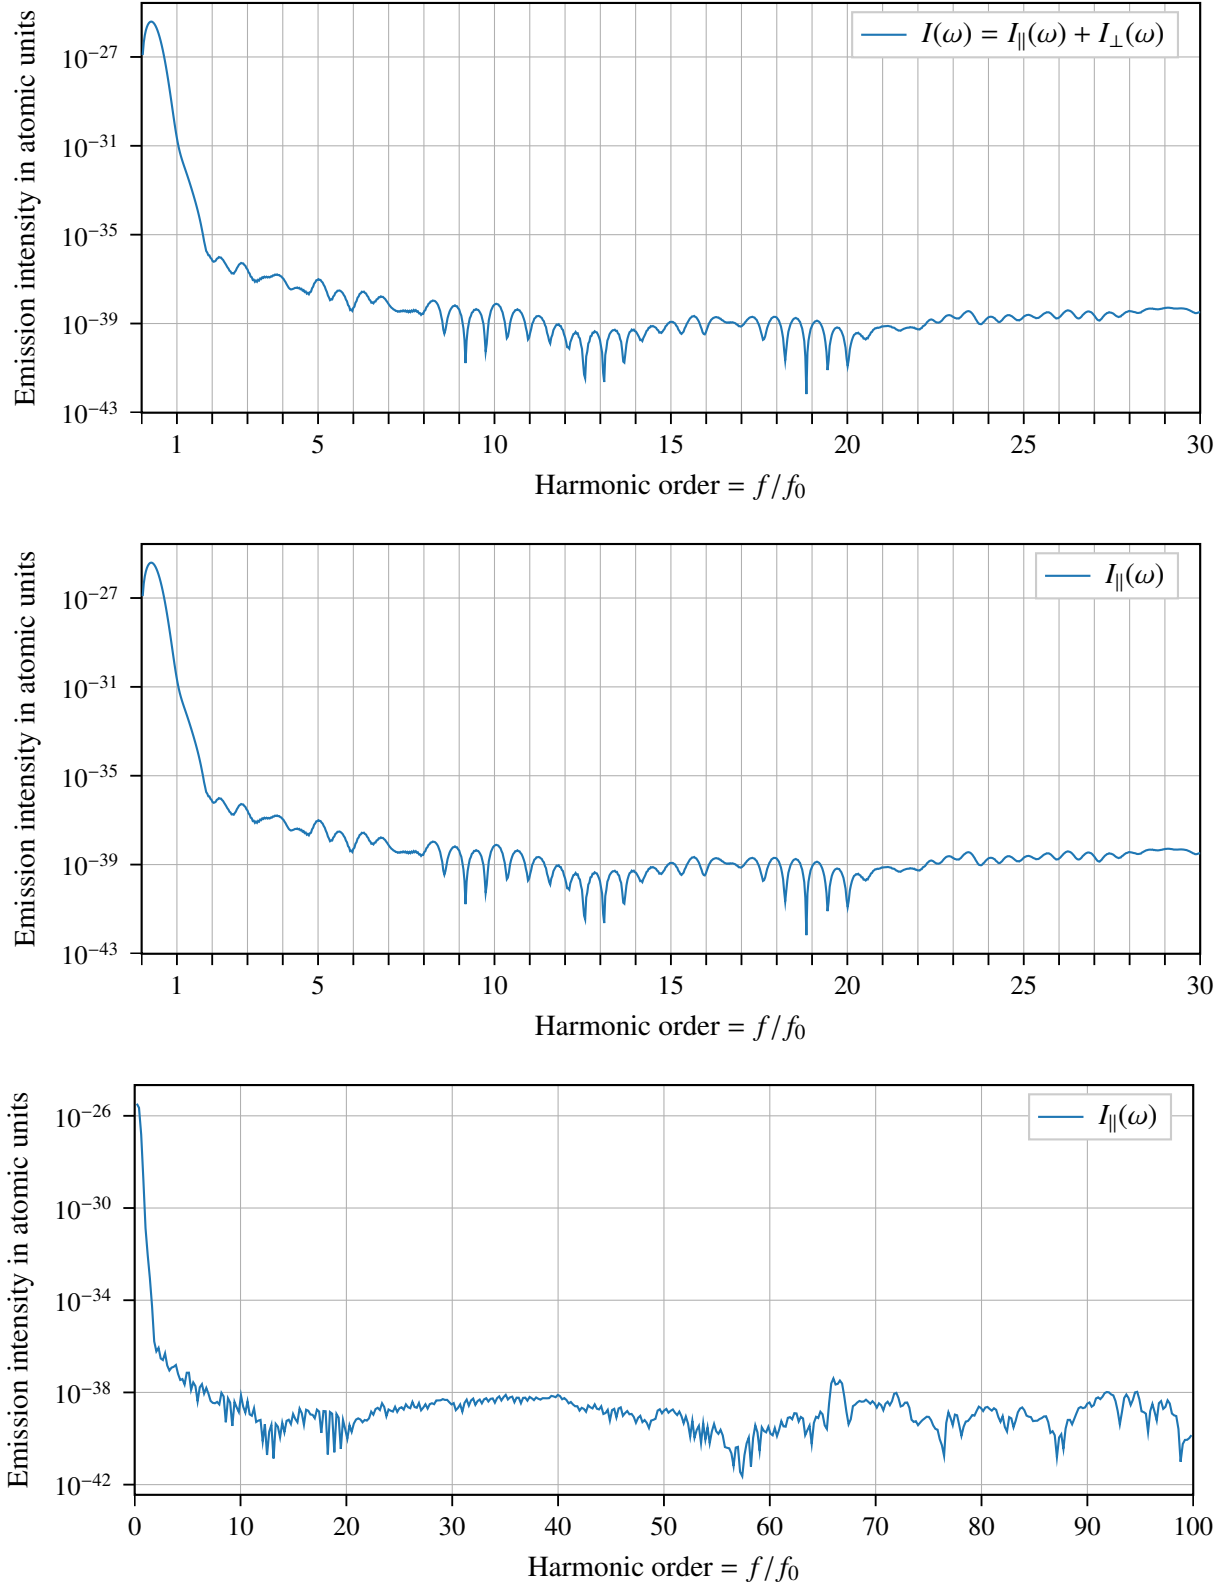 Emission intensity in atomic units
10⁻²⁷
10⁻³¹
10⁻³⁵
10⁻³⁹
10⁻⁴³
I(ω) = I∥(ω) + I⊥(ω)
1 5 10 15 20 25 30
Harmonic order = f/f₀
Emission intensity in atomic units
10⁻²⁷
10⁻³¹
10⁻³⁵
10⁻³⁹
10⁻⁴³
I∥(ω)
1 5 10 15 20 25 30
Harmonic order = f/f₀
Emission intensity in atomic units
10⁻²⁶
10⁻³⁰
10⁻³⁴
10⁻³⁸
10⁻⁴²
I∥(ω)
0 10 20 30 40 50 60 70 80 90 100
Harmonic order = f/f₀